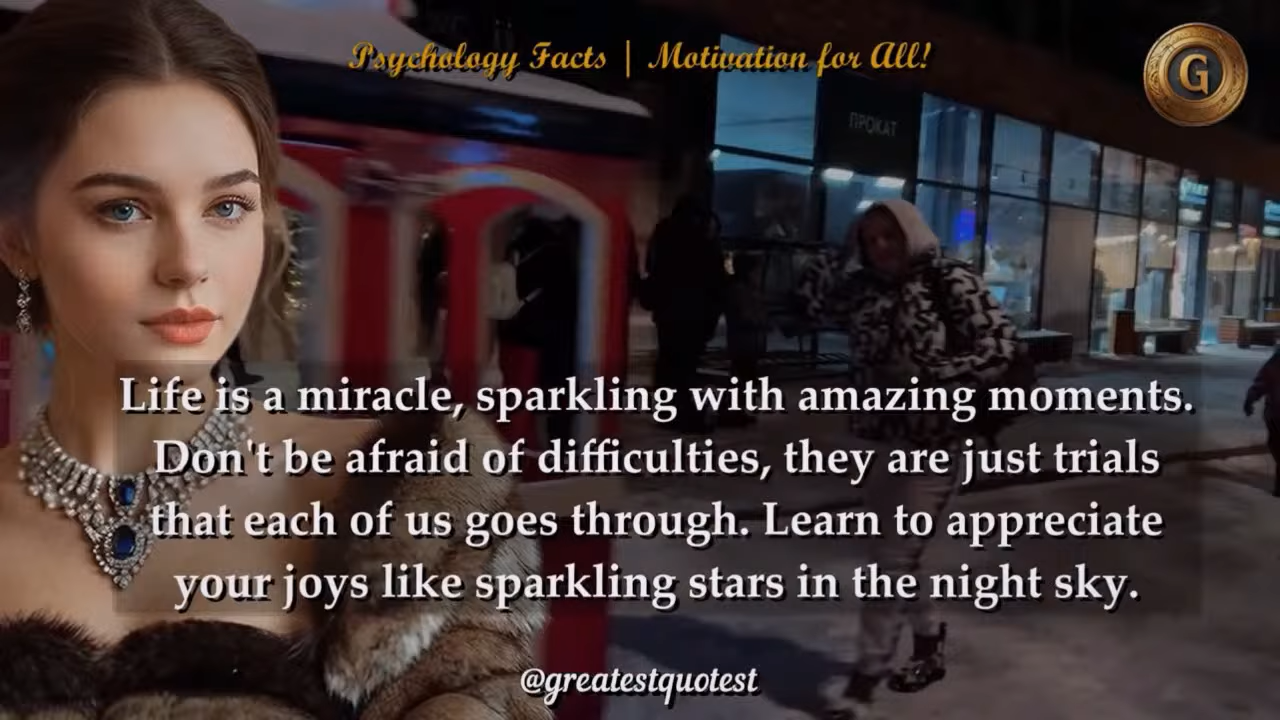 Psychology Facts | Motivation for All!
G
ПРОКАТ
Life is a miracle, sparkling with amazing moments.
Don't be afraid of difficulties, they are just trials
that each of us goes through. Learn to appreciate
your joys like sparkling stars in the night sky.
@greatestquotest